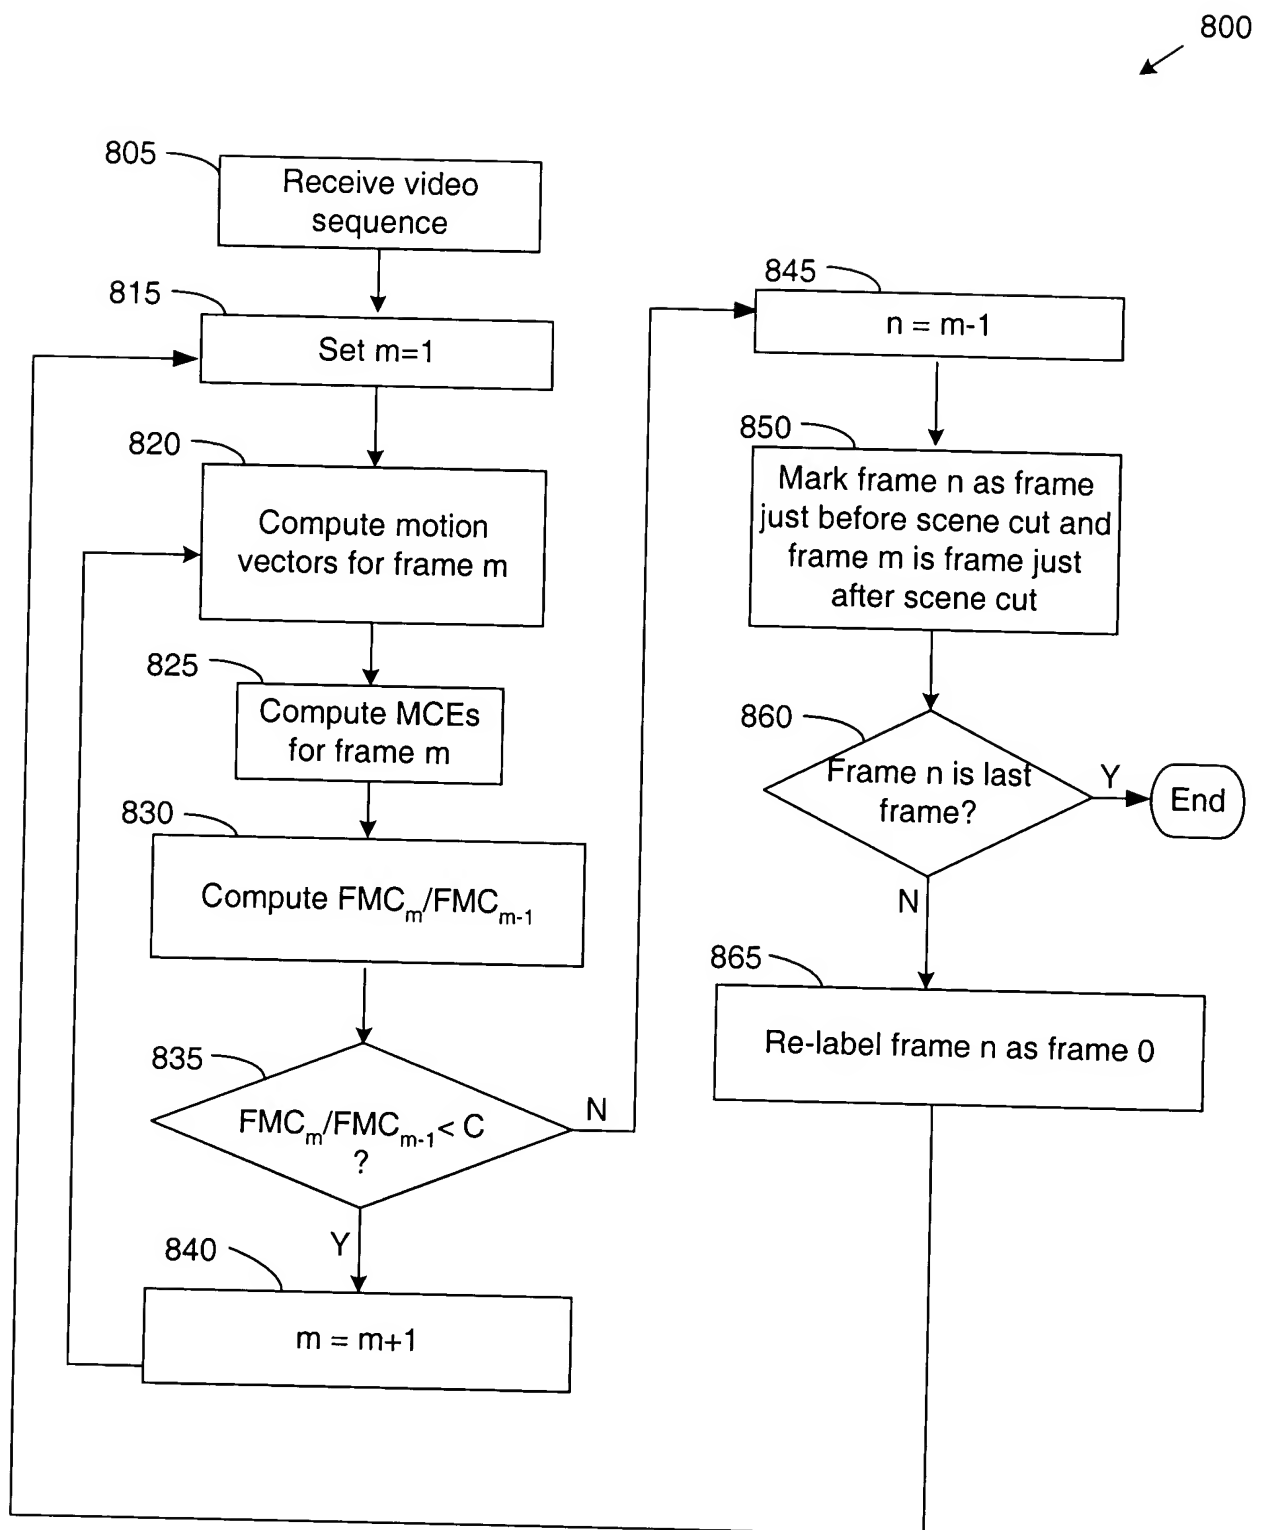 800
805
Receive video
sequence
815
Set m=1
820
Compute motion
vectors for frame m
825
Compute MCEs
for frame m
830
Compute FMCm/FMCm-1
835
FMCm/FMCm-1 < C
?
N
Y
840
m = m+1
845
n = m-1
850
Mark frame n as frame
just before scene cut and
frame m is frame just
after scene cut
860
Frame n is last
frame?
Y
End
N
865
Re-label frame n as frame 0